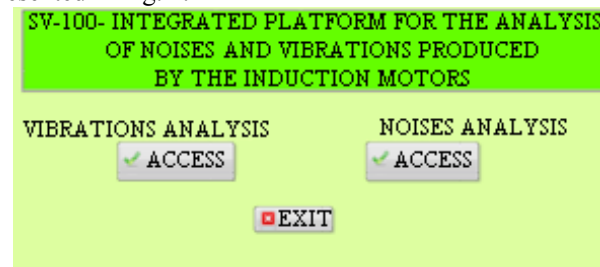 SV-100- INTEGRATED PLATFORM FOR THE ANALYSIS
OF NOISES AND VIBRATIONS PRODUCED
BY THE INDUCTION MOTORS
VIBRATIONS ANALYSIS
NOISES ANALYSIS
ACCESS
ACCESS
EXIT